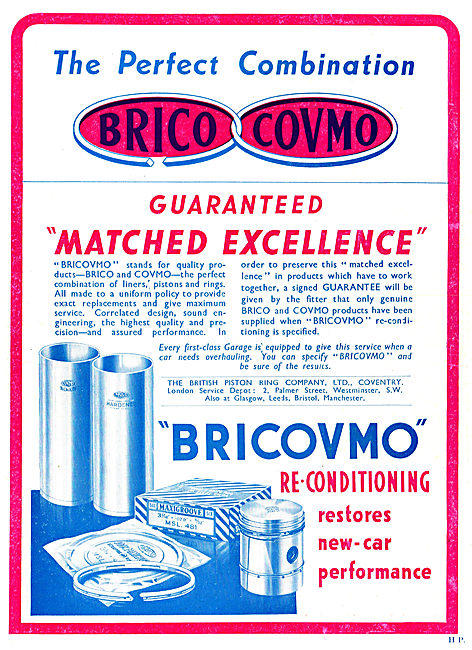 The Perfect Combination
BRICO COVMO
GUARANTEED
"MATCHED EXCELLENCE"
"BRICOVMO" stands for quality pro-
ducts—BRICO and COVMO—the perfect
combination of liners, pistons and rings.
All made to a uniform policy to provide
exact replacements and give maximum
service. Correlated design, sound en-
gineering, the highest quality and pre-
cision—and assured performance. In
order to preserve this "matched excel-
lence" in products which have to work
together, a signed GUARANTEE will be
given by the fitter that only genuine
BRICO and COVMO products have been
supplied when "BRICOVMO" re-condi-
tioning is specified.
Every first-class Garage is equipped to give this service when a
car needs overhauling. You can specify "BRICOVMO" and
be sure of the results.
THE BRITISH PISTON RING COMPANY, LTD., COVENTRY.
London Service Depot: 2, Palmer Street, Westminster, S.W.
Also at Glasgow, Leeds, Bristol, Manchester.
"BRICOVMO"
RE-CONDITIONING
restores
new-car
performance
HARDENED
MAXIGROOVE
MSL. 481
H P.